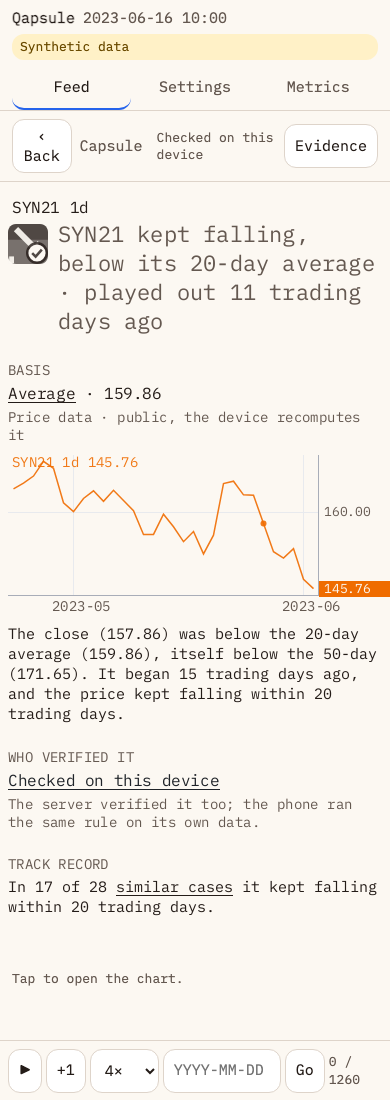 Qapsule 2023-06-16 10:00
Synthetic data
Feed Settings Metrics
‹ Back Capsule Checked on this device Evidence
SYN21 1d
SYN21 kept falling,
below its 20-day average
· played out 11 trading
days ago
BASIS
Average · 159.86
Price data · public, the device recomputes
it
SYN21 1d 145.76
160.00
145.76
2023-05 2023-06
The close (157.86) was below the 20-day
average (159.86), itself below the 50-day
(171.65). It began 15 trading days ago,
and the price kept falling within 20
trading days.
WHO VERIFIED IT
Checked on this device
The server verified it too; the phone ran
the same rule on its own data.
TRACK RECORD
In 17 of 28 similar cases it kept falling
within 20 trading days.
Tap to open the chart.
+1 4× YYYY-MM-DD Go 0 / 1260